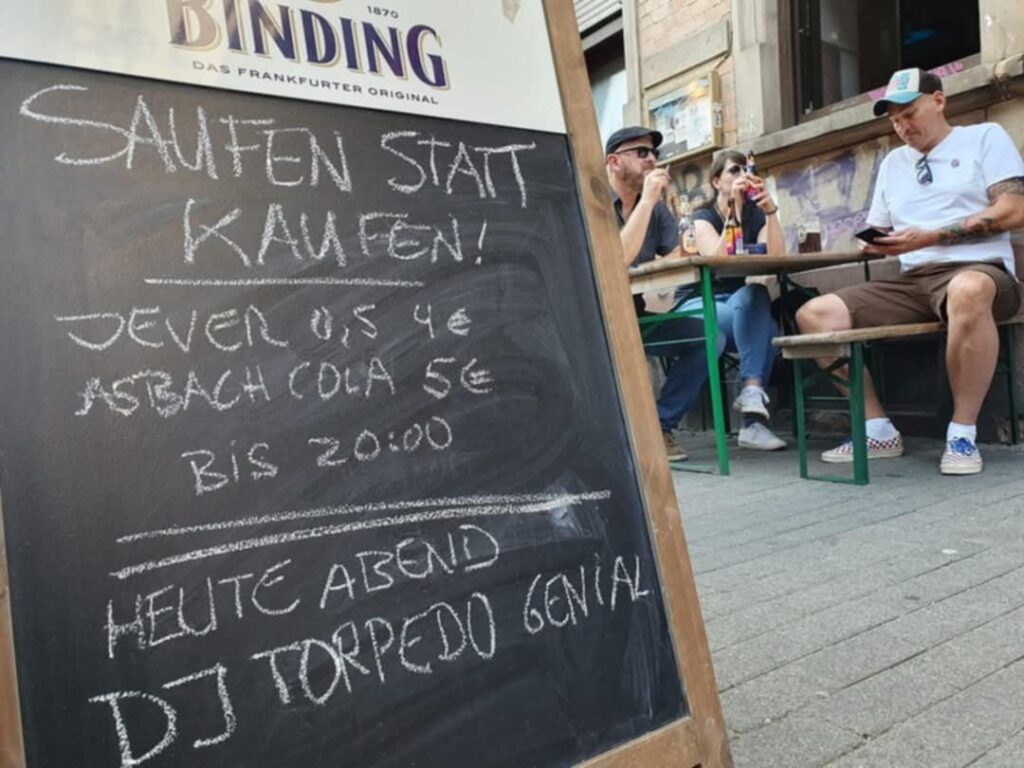 1870
BINDING
DAS FRANKFURTER ORIGINAL
SAUFEN STATT
KAUFEN!
JEVER 0,5 4€
ASBACH COLA 5€
BIS 20:00
HEUTE ABEND
DJ TORPEDO GENIAL